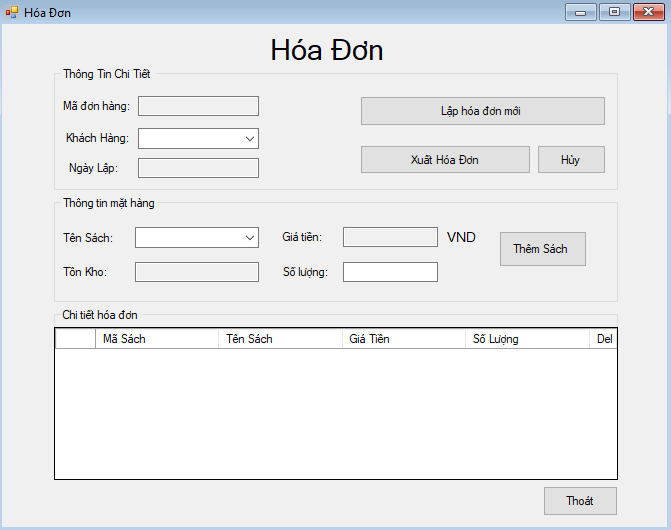 Hóa Đơn
Hóa Đơn
Thông Tin Chi Tiết
Mã đơn hàng:
Lập hóa đơn mới
Khách Hàng:
Xuất Hóa Đơn Hủy
Ngày Lập:
Thông tin mặt hàng
Tên Sách: Giá tiền: VND
Thêm Sách
Tồn Kho: Số lượng:
Chi tiết hóa đơn
Mã Sách Tên Sách Giá Tiền Số Lượng Del
Thoát